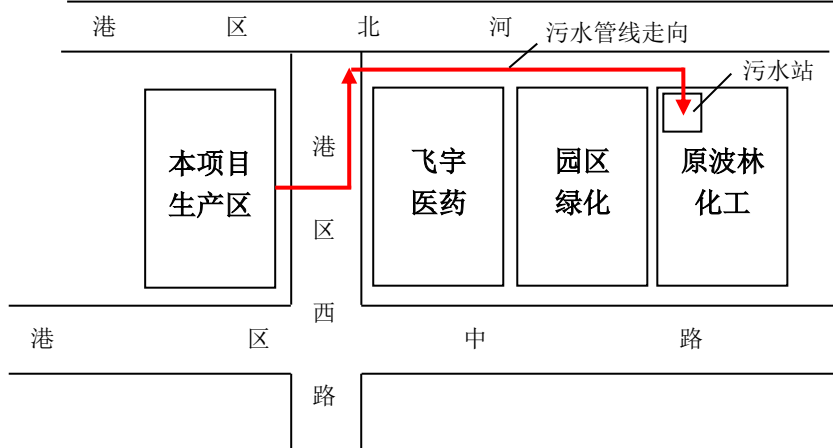 港区北河
污水管线走向
污水站
本项目
生产区
港区西路
飞宇
医药
园区
绿化
原波林
化工
港区中路